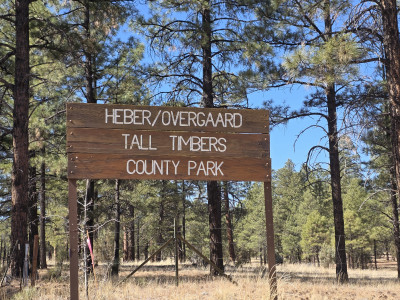 HEBER/OVERGAARD
TALL TIMBERS
COUNTY PARK